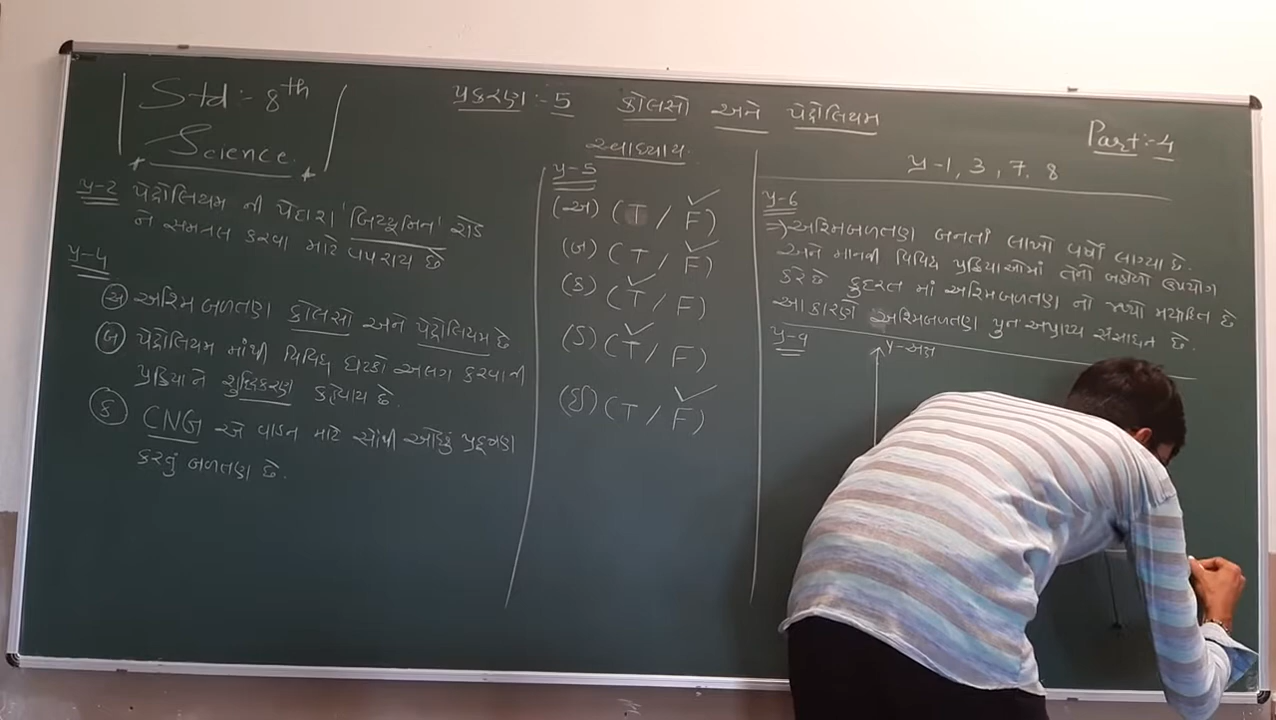 Std :- 8th
Science.
પ્રકરણ :- 5 કોલસો અને પેટ્રોલિયમ
Part :- 4
સ્વાધ્યાય
પ્ર-2 પેટ્રોલિયમ ની પેદાશ 'બિટ્યુમિન' રોડ
ને સમતલ કરવા માટે વપરાય છે
પ્ર-4
(અ) અશ્મિ બળતણ કોલસો અને પેટ્રોલિયમ છે
(બ) પેટ્રોલિયમ માંથી વિવિધ ઘટકો અલગ કરવાની
પ્રક્રિયાને શુદ્ધિકરણ કહેવાય છે.
(ક) CNG એ વાહન માટે સૌથી ઓછું પ્રદૂષણ
કરતું બળતણ છે.
પ્ર-5
(અ) (T / F)
(બ) (T / F)
(ક) (T / F)
(ડ) (T / F)
(ઈ) (T / F)
પ્ર-1, 3, 7, 8
પ્ર-6
⇒ અશ્મિબળતણ બનતાં લાખો વર્ષો લાગ્યા છે.
અને માનવી વિવિધ પ્રક્રિયાઓમાં તેનો બહોળો ઉપયોગ
કરે છે કુદરત માં અશ્મિબળતણ નો જથ્થો મર્યાદિત છે
આ કારણે અશ્મિબળતણ પુન અપ્રાપ્ય સંસાધન છે.
પ્ર-9
Y-અક્ષ